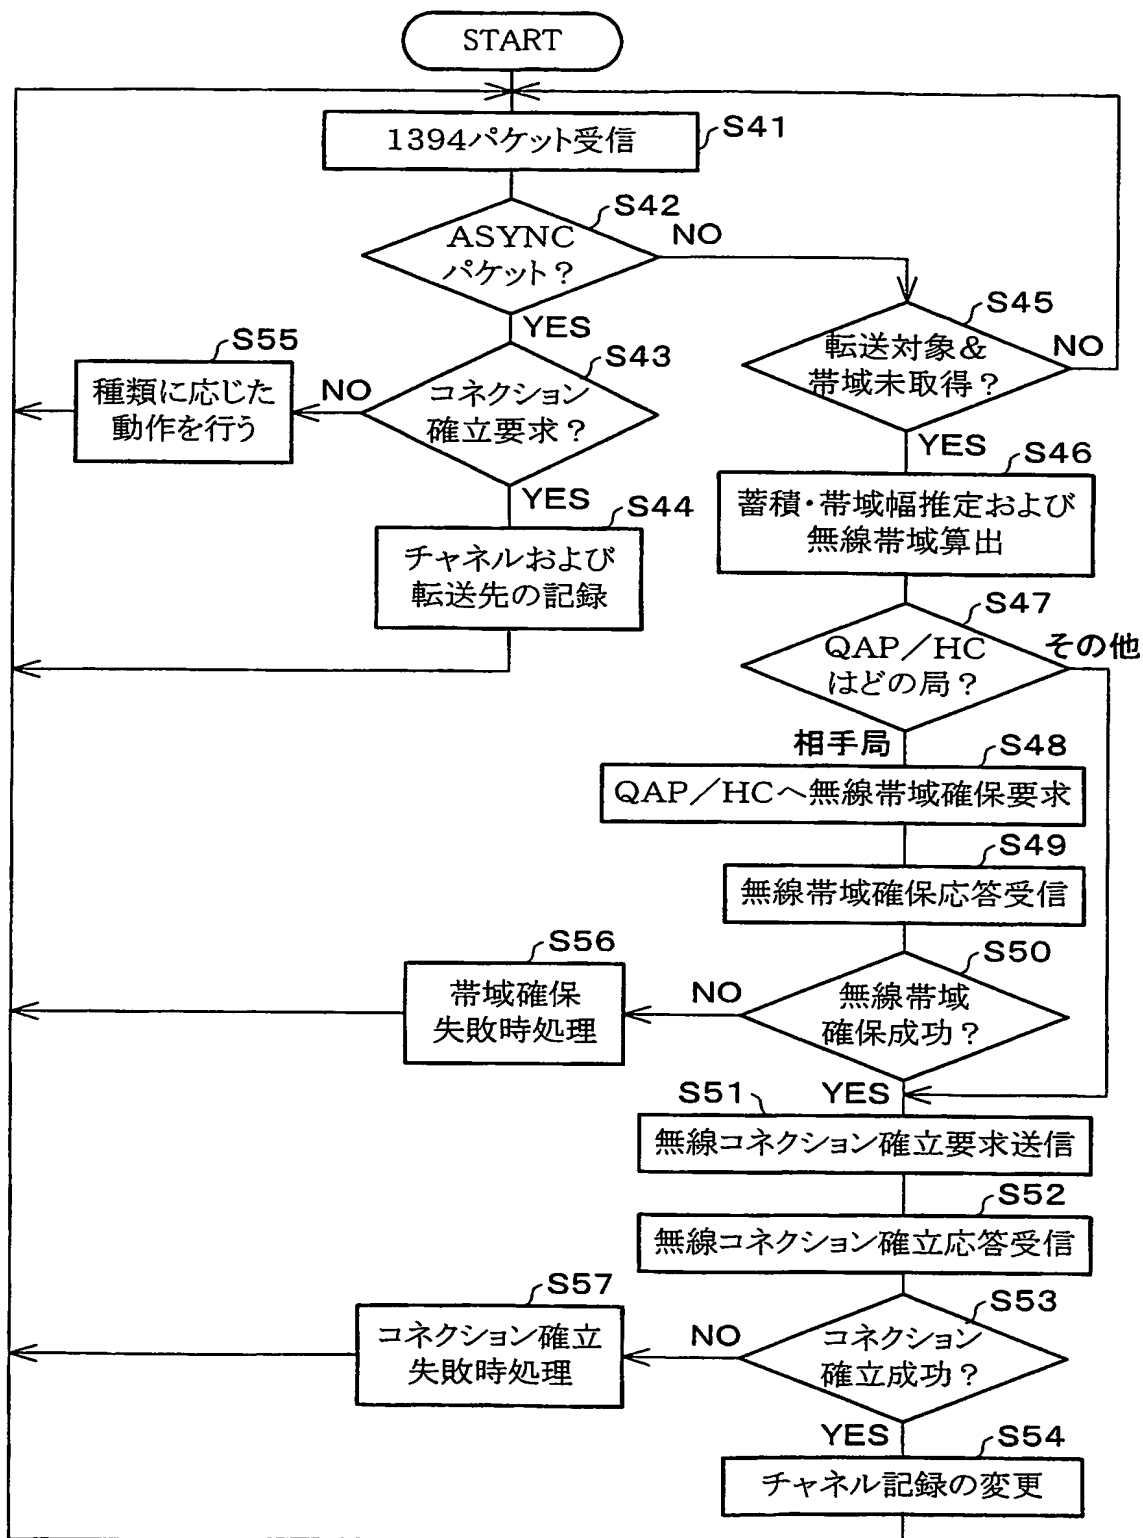 START
S41
1394パケット受信
S42
ASYNC
パケット？
NO
YES
S45
転送対象＆
帯域未取得？
NO
YES
S55
種類に応じた
動作を行う
NO
S43
コネクション
確立要求？
YES
S44
チャネルおよび
転送先の記録
S46
蓄積・帯域幅推定および
無線帯域算出
S47
QAP／HC
はどの局？
その他
相手局
S48
QAP／HCへ無線帯域確保要求
S49
無線帯域確保応答受信
S56
帯域確保
失敗時処理
NO
S50
無線帯域
確保成功？
YES
S51
無線コネクション確立要求送信
S52
無線コネクション確立応答受信
S57
コネクション確立
失敗時処理
NO
S53
コネクション
確立成功？
YES
S54
チャネル記録の変更